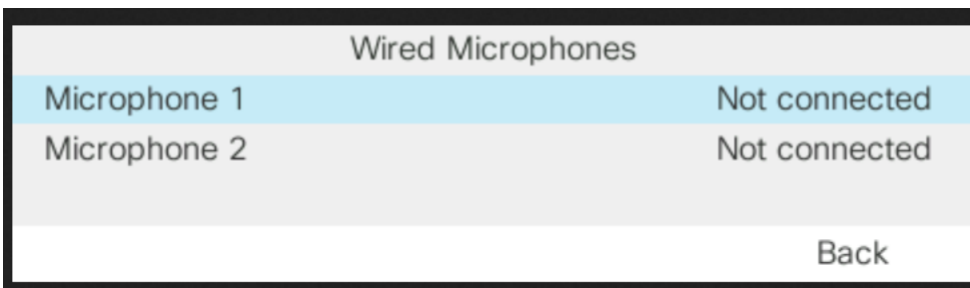 Wired Microphones
Microphone 1 Not connected
Microphone 2 Not connected
Back